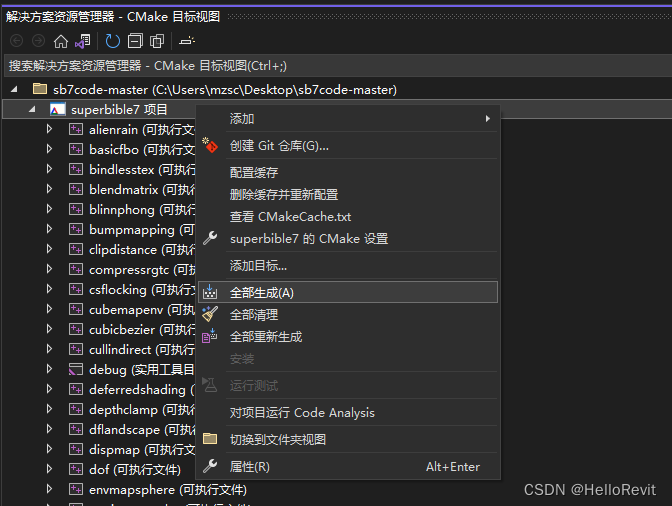 解决方案资源管理器 - CMake 目标视图
搜索解决方案资源管理器 - CMake 目标视图(Ctrl+;)
sb7code-master (C:\Users\mzsc\Desktop\sb7code-master)
superbible7 项目
alienrain (可执行文
basicfbo (可执行文
bindlesstex (可执行
blendmatrix (可执行
blinnphong (可执行
bumpmapping (可执
clipdistance (可执行
compressrgtc (可执
csflocking (可执行文
cubemapenv (可执
cubicbezier (可执行
cullindirect (可执行
debug (实用工具目
deferredshading (
depthclamp (可执行
dflandscape (可执行
dispmap (可执行文
dof (可执行文件)
envmapsphere (可执行文件)
添加
创建 Git 仓库(G)...
配置缓存
删除缓存并重新配置
查看 CMakeCache.txt
superbible7 的 CMake 设置
添加目标...
全部生成(A)
全部清理
全部重新生成
安装
运行测试
对项目运行 Code Analysis
切换到文件夹视图
属性(R) Alt+Enter
CSDN @HelloRevit